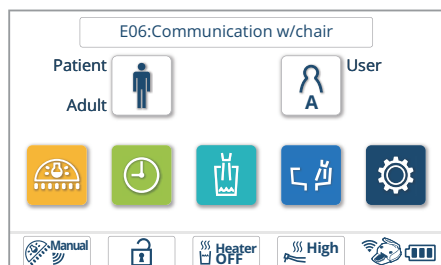 E06:Communication w/chair
Patient
Adult
User
A
Manual
Heater
OFF
High